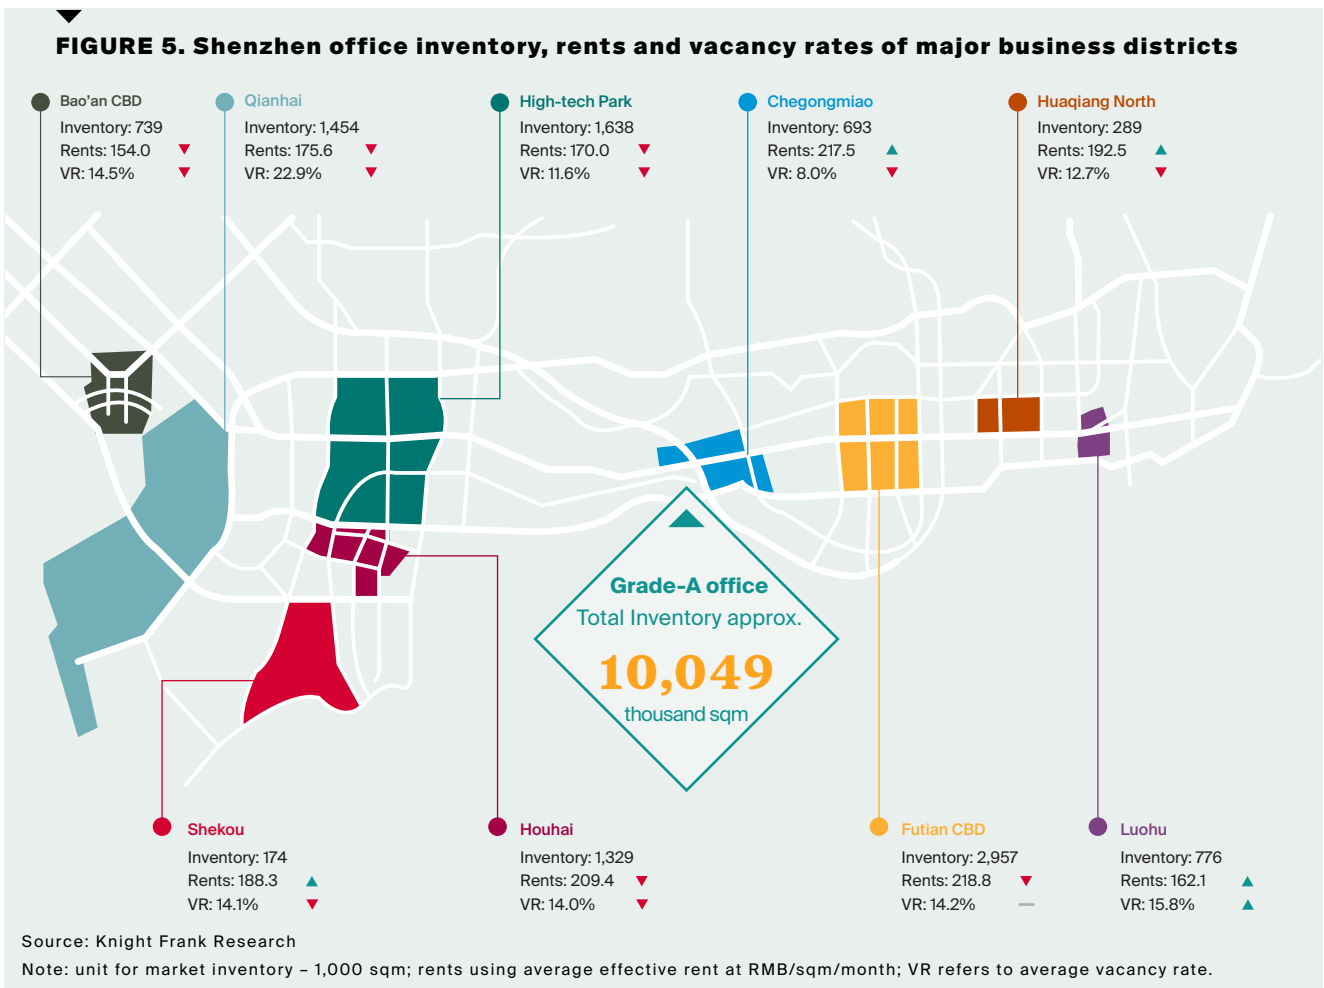 FIGURE 5. Shenzhen office inventory, rents and vacancy rates of major business districts
Bao'an CBD
Inventory: 739
Rents: 154.0
VR: 14.5%
Qianhai
Inventory: 1,454
Rents: 175.6
VR: 22.9%
High-tech Park
Inventory: 1,638
Rents: 170.0
VR: 11.6%
Chegongmiao
Inventory: 693
Rents: 217.5
VR: 8.0%
Huaqiang North
Inventory: 289
Rents: 192.5
VR: 12.7%
Grade-A office
Total Inventory approx.
10,049
thousand sqm
Shekou
Inventory: 174
Rents: 188.3
VR: 14.1%
Houhai
Inventory: 1,329
Rents: 209.4
VR: 14.0%
Futian CBD
Inventory: 2,957
Rents: 218.8
VR: 14.2%
Luohu
Inventory: 776
Rents: 162.1
VR: 15.8%
Source: Knight Frank Research
Note: unit for market inventory – 1,000 sqm; rents using average effective rent at RMB/sqm/month; VR refers to average vacancy rate.